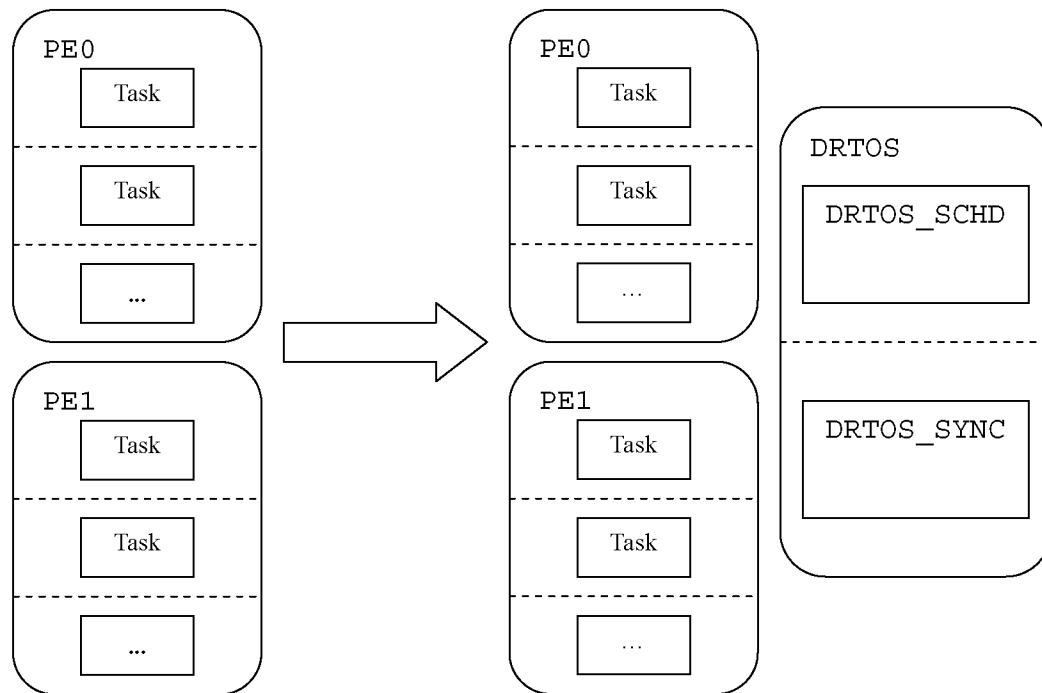 PE0
Task
Task
...
PE1
Task
Task
...
PE0
Task
Task
...
PE1
Task
Task
...
DRTOS
DRTOS_SCHD
DRTOS_SYNC